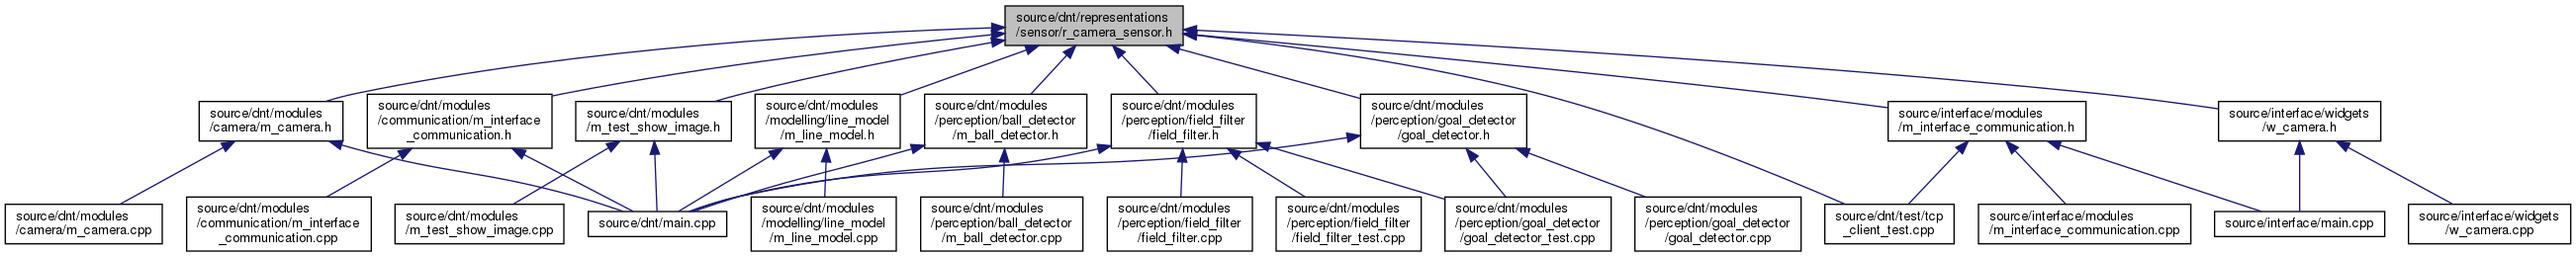 source/dnt/representations
/sensor/r_camera_sensor.h
source/dnt/modules
/camera/m_camera.h
source/dnt/modules
/communication/m_interface
_communication.h
source/dnt/modules
/m_test_show_image.h
source/dnt/modules
/modelling/line_model
/m_line_model.h
source/dnt/modules
/perception/ball_detector
/m_ball_detector.h
source/dnt/modules
/perception/field_filter
/field_filter.h
source/dnt/modules
/perception/goal_detector
/goal_detector.h
source/interface/modules
/m_interface_communication.h
source/interface/widgets
/w_camera.h
source/dnt/modules
/camera/m_camera.cpp
source/dnt/modules
/communication/m_interface
_communication.cpp
source/dnt/modules
/m_test_show_image.cpp
source/dnt/main.cpp
source/dnt/modules
/modelling/line_model
/m_line_model.cpp
source/dnt/modules
/perception/ball_detector
/m_ball_detector.cpp
source/dnt/modules
/perception/field_filter
/field_filter.cpp
source/dnt/modules
/perception/field_filter
/field_filter_test.cpp
source/dnt/modules
/perception/goal_detector
/goal_detector_test.cpp
source/dnt/modules
/perception/goal_detector
/goal_detector.cpp
source/dnt/test/tcp
_client_test.cpp
source/interface/modules
/m_interface_communication.cpp
source/interface/main.cpp
source/interface/widgets
/w_camera.cpp